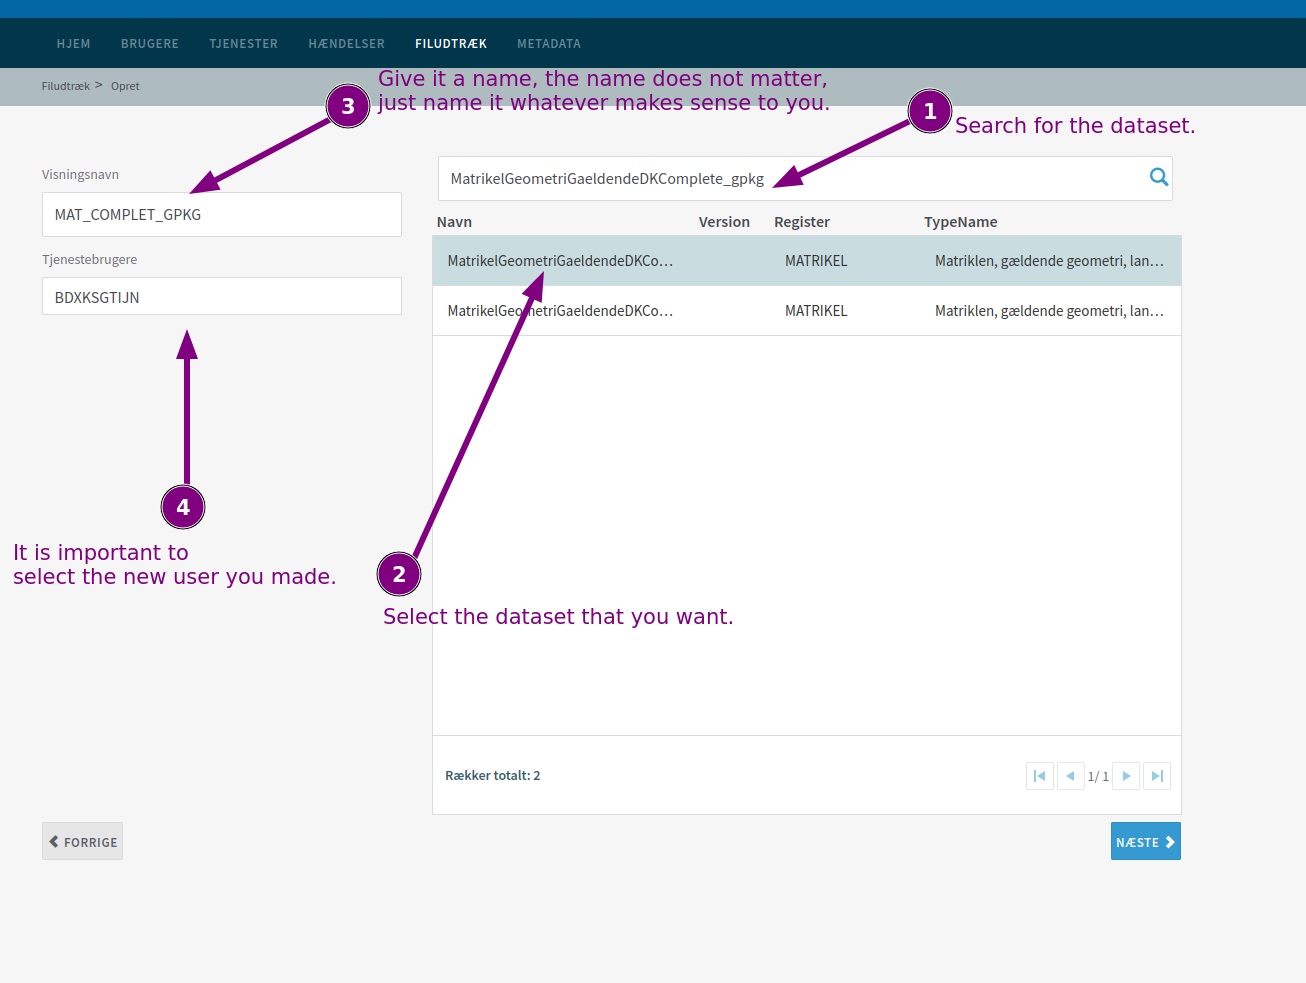 HJEM BRUGERE TJENESTER HÆNDELSER FILUDTRÆK METADATA
Filudtræk > Opret
3
Give it a name, the name does not matter,
just name it whatever makes sense to you.
1
Search for the dataset.
Visningsnavn
MAT_COMPLET_GPKG
Tjenestebrugere
BDXKSGTIJN
MatrikelGeometriGaeldendeDKComplete_gpkg
Navn Version Register TypeName
MatrikelGeometriGaeldendeDKCo... MATRIKEL Matriklen, gældende geometri, lan...
MatrikelGeometriGaeldendeDKCo... MATRIKEL Matriklen, gældende geometri, lan...
4
It is important to
select the new user you made.
2
Select the dataset that you want.
Rækker totalt: 2
1/ 1
FORRIGE
NÆSTE